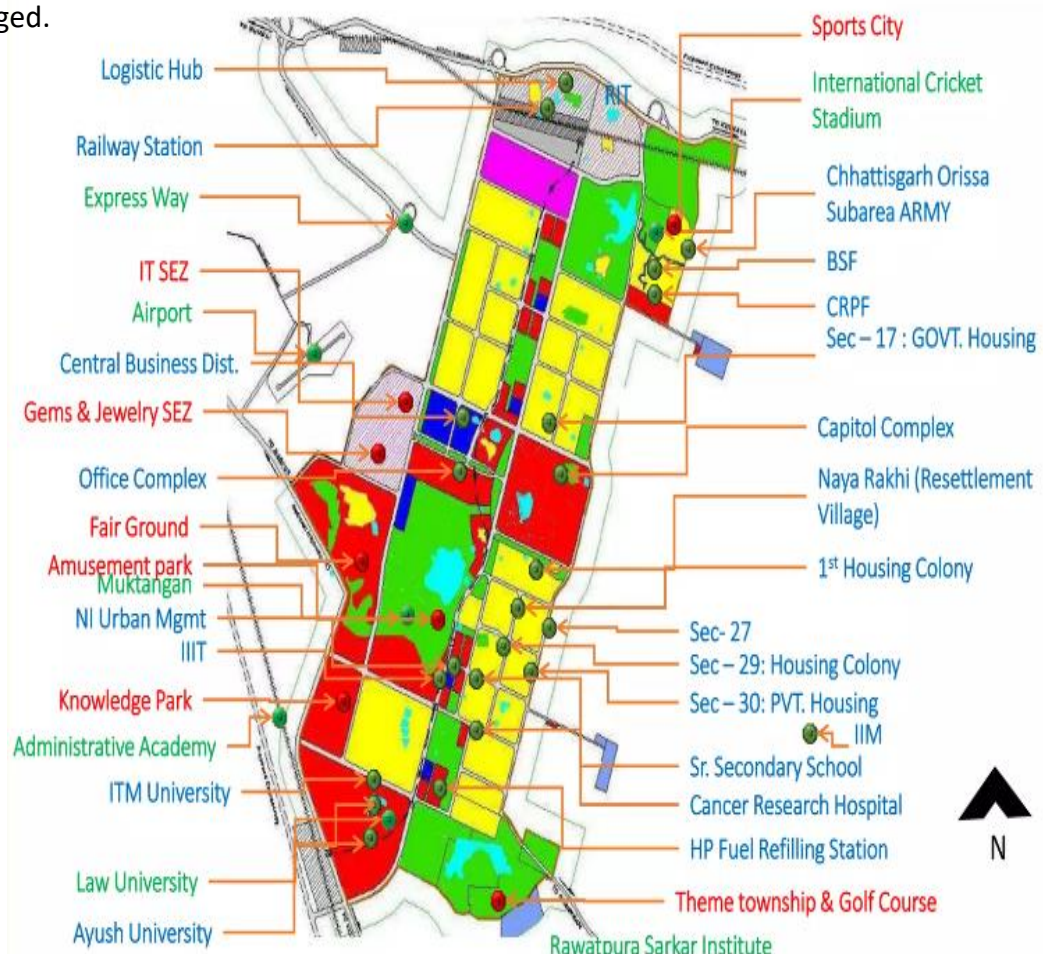 ged.
Logistic Hub
RIT
Railway Station
Express Way
IT SEZ
Airport
Central Business Dist.
Gems & Jewelry SEZ
Office Complex
Fair Ground
Amusement park
Muktangan
NI Urban Mgmt
IIIT
Knowledge Park
Administrative Academy
ITM University
Law University
Ayush University
Sports City
International Cricket
Stadium
Chhattisgarh Orissa
Subarea ARMY
BSF
CRPF
Sec – 17 : GOVT. Housing
Capitol Complex
Naya Rakhi (Resettlement
Village)
1st Housing Colony
Sec- 27
Sec – 29: Housing Colony
Sec – 30: PVT. Housing
IIM
Sr. Secondary School
Cancer Research Hospital
HP Fuel Refilling Station
N
Theme township & Golf Course
Rawatpura Sarkar Institute